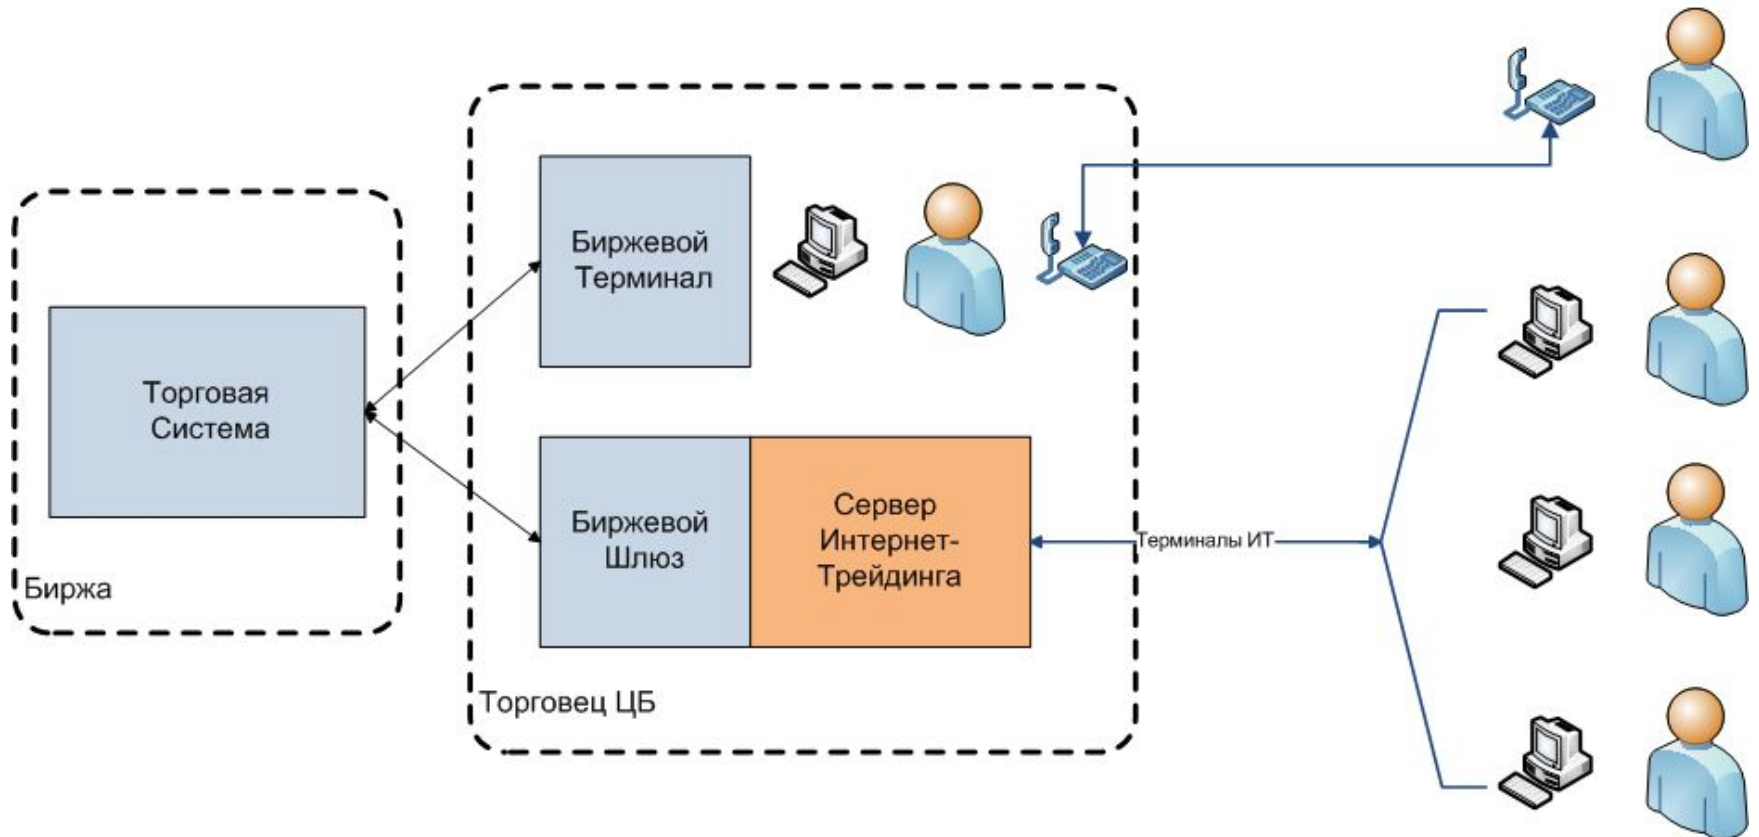 Биржевой
Терминал
Торговая
Система
Биржевой
Шлюз
Сервер
Интернет-
Трейдинга
Терминалы ИТ
Биржа
Торговец ЦБ